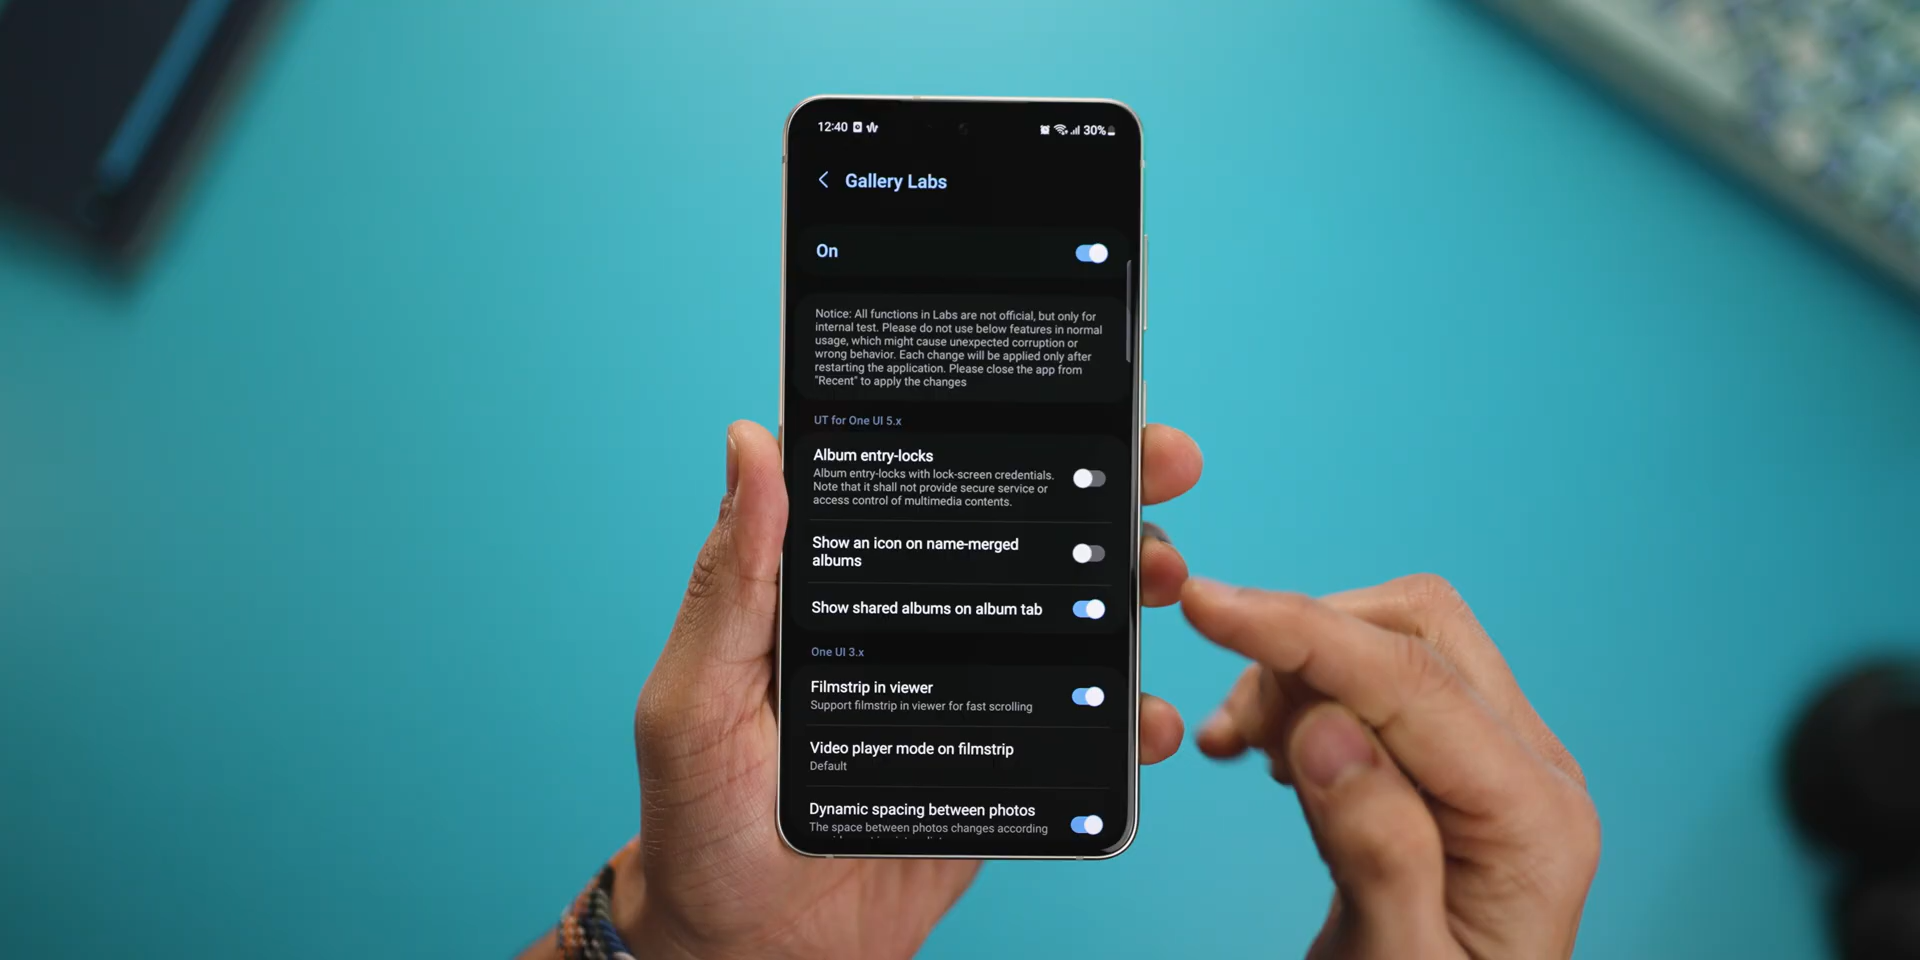 12:40
30%
Gallery Labs
On
Notice: All functions in Labs are not official, but only for
internal test. Please do not use below features in normal
usage, which might cause unexpected corruption or
wrong behavior. Each change will be applied only after
restarting the application. Please close the app from
"Recent" to apply the changes
UT for One UI 5.x
Album entry-locks
Album entry-locks with lock-screen credentials.
Note that it shall not provide secure service or
access control of multimedia contents.
Show an icon on name-merged
albums
Show shared albums on album tab
One UI 3.x
Filmstrip in viewer
Support filmstrip in viewer for fast scrolling
Video player mode on filmstrip
Default
Dynamic spacing between photos
The space between photos changes according